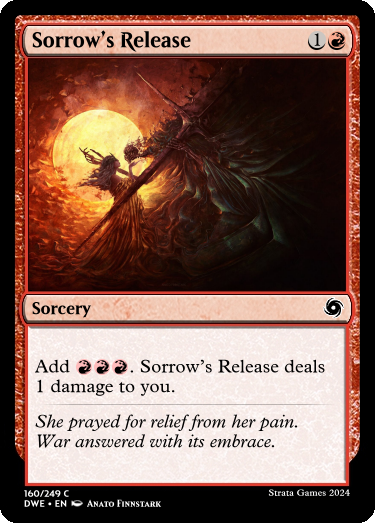 Sorrow's Release 1
Sorcery
Add . Sorrow's Release deals
1 damage to you.
She prayed for relief from her pain.
War answered with its embrace.
160/249 C
Strata Games 2024
DWE • EN Anato Finnstark